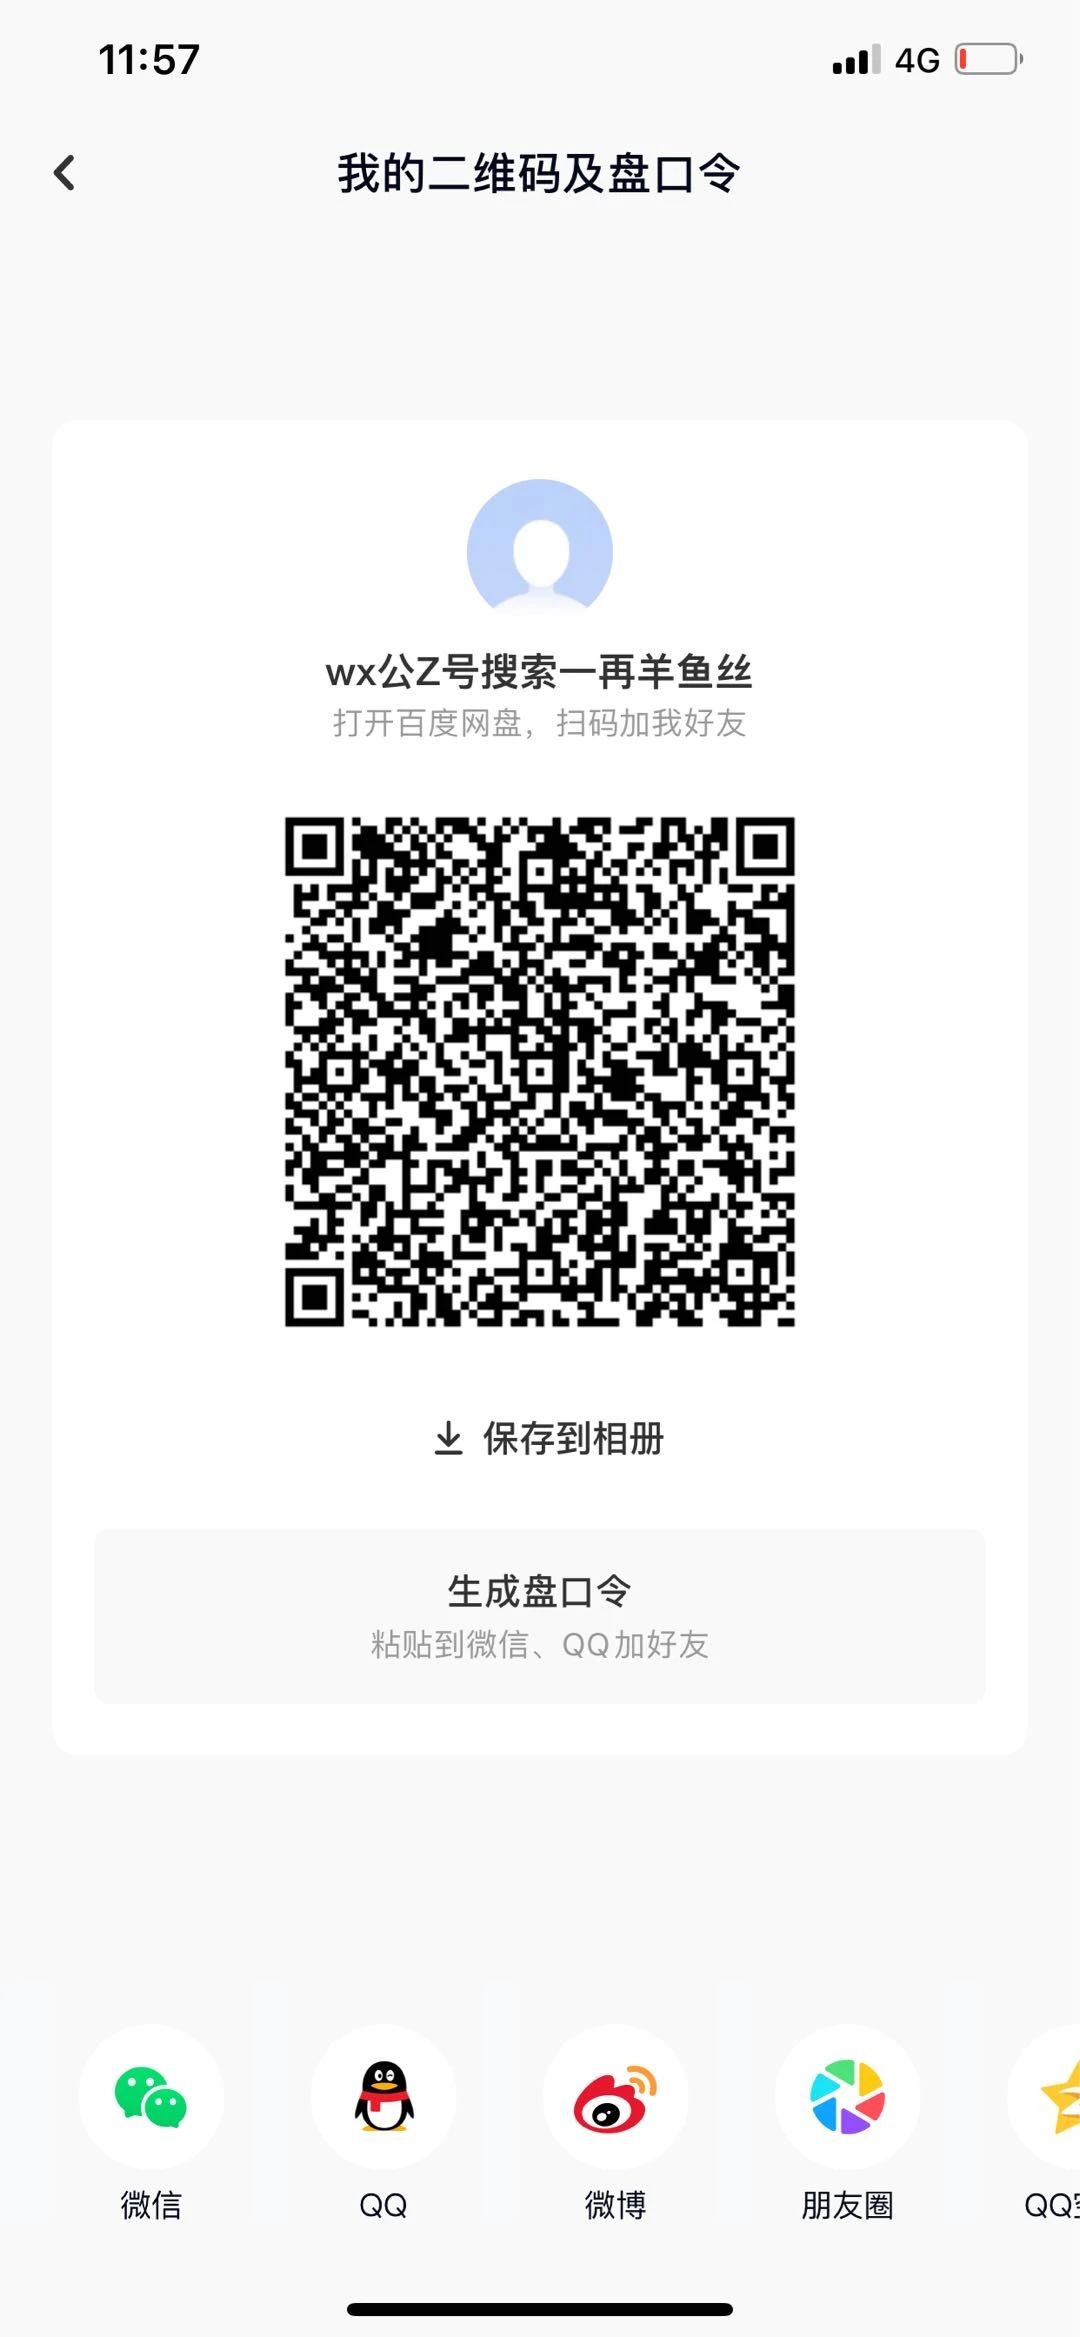 11:57
4G
我的二维码及盘口令
wx公Z号搜索一再羊鱼丝
打开百度网盘，扫码加我好友
保存到相册
生成盘口令
粘贴到微信、QQ加好友
微信
QQ
微博
朋友圈
QQ空